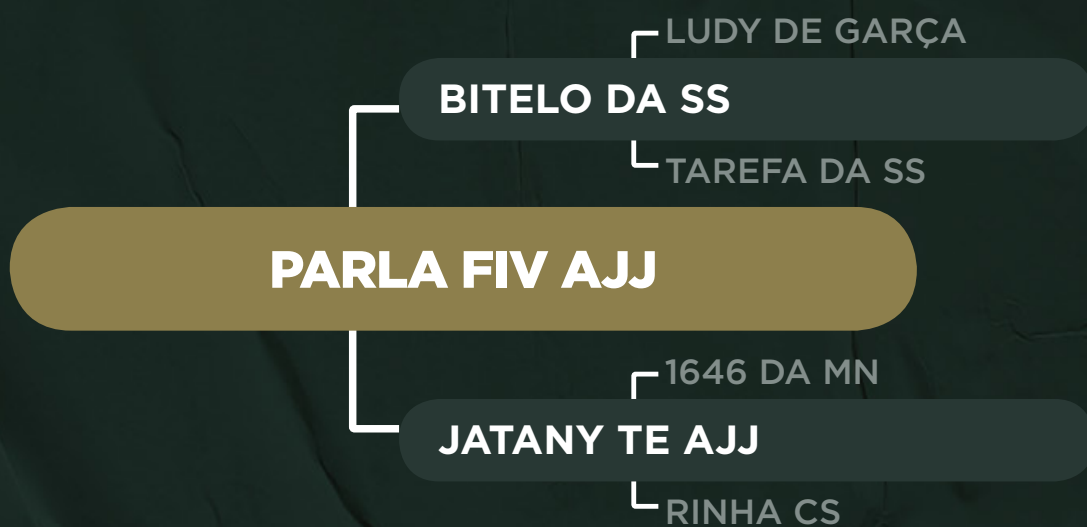 LUDY DE GARÇA
BITELO DA SS
TAREFA DA SS
PARLA FIV AJJ
1646 DA MN
JATANY TE AJJ
RINHA CS